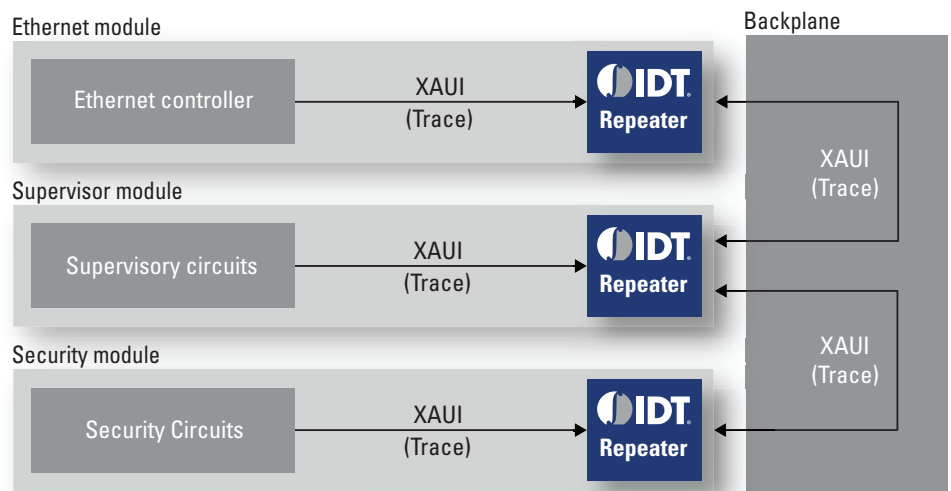 Ethernet module
Backplane
Ethernet controller
XAUI
(Trace)
IDT.
Repeater
XAUI
(Trace)
Supervisor module
Supervisory circuits
XAUI
(Trace)
IDT.
Repeater
XAUI
(Trace)
Security module
Security Circuits
XAUI
(Trace)
IDT.
Repeater